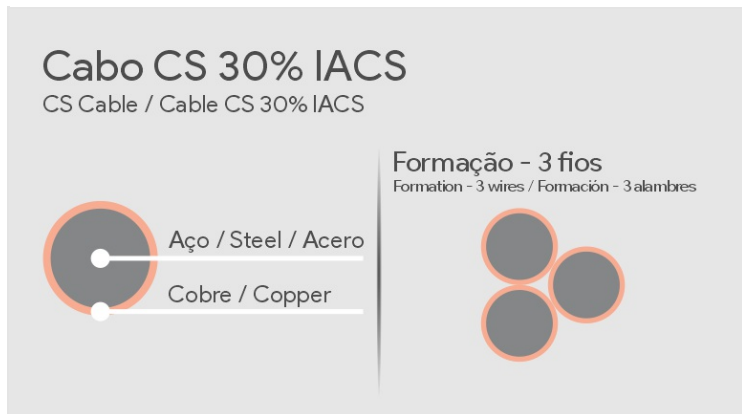 Cabo CS 30% IACS
CS Cable / Cable CS 30% IACS
Aço / Steel / Acero
Cobre / Copper
Formação - 3 fios
Formation - 3 wires / Formación - 3 alambres